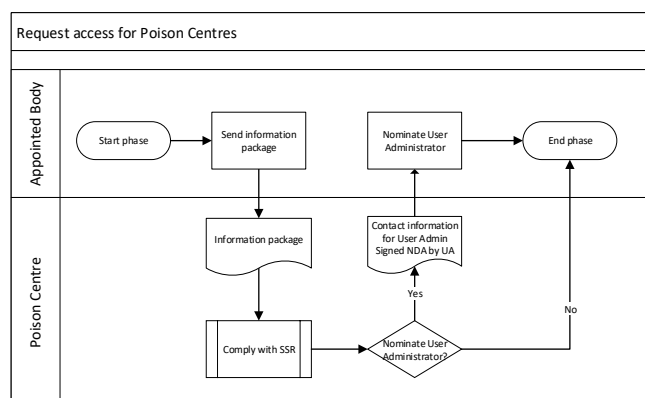 Request access for Poison Centres
Appointed Body
Start phase
Send information
package
Nominate User
Administrator
End phase
Poison Centre
Information package
Contact information
for User Admin
Signed NDA by UA
Yes
No
Comply with SSR
Nominate User
Administrator?